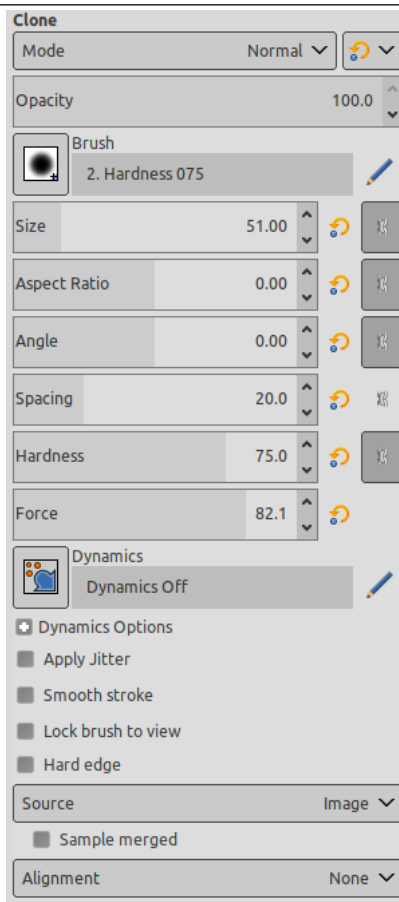 Clone
Mode Normal
Opacity 100.0
Brush
2. Hardness 075
Size 51.00
Aspect Ratio 0.00
Angle 0.00
Spacing 20.0
Hardness 75.0
Force 82.1
Dynamics
Dynamics Off
Dynamics Options
Apply Jitter
Smooth stroke
Lock brush to view
Hard edge
Source Image
Sample merged
Alignment None